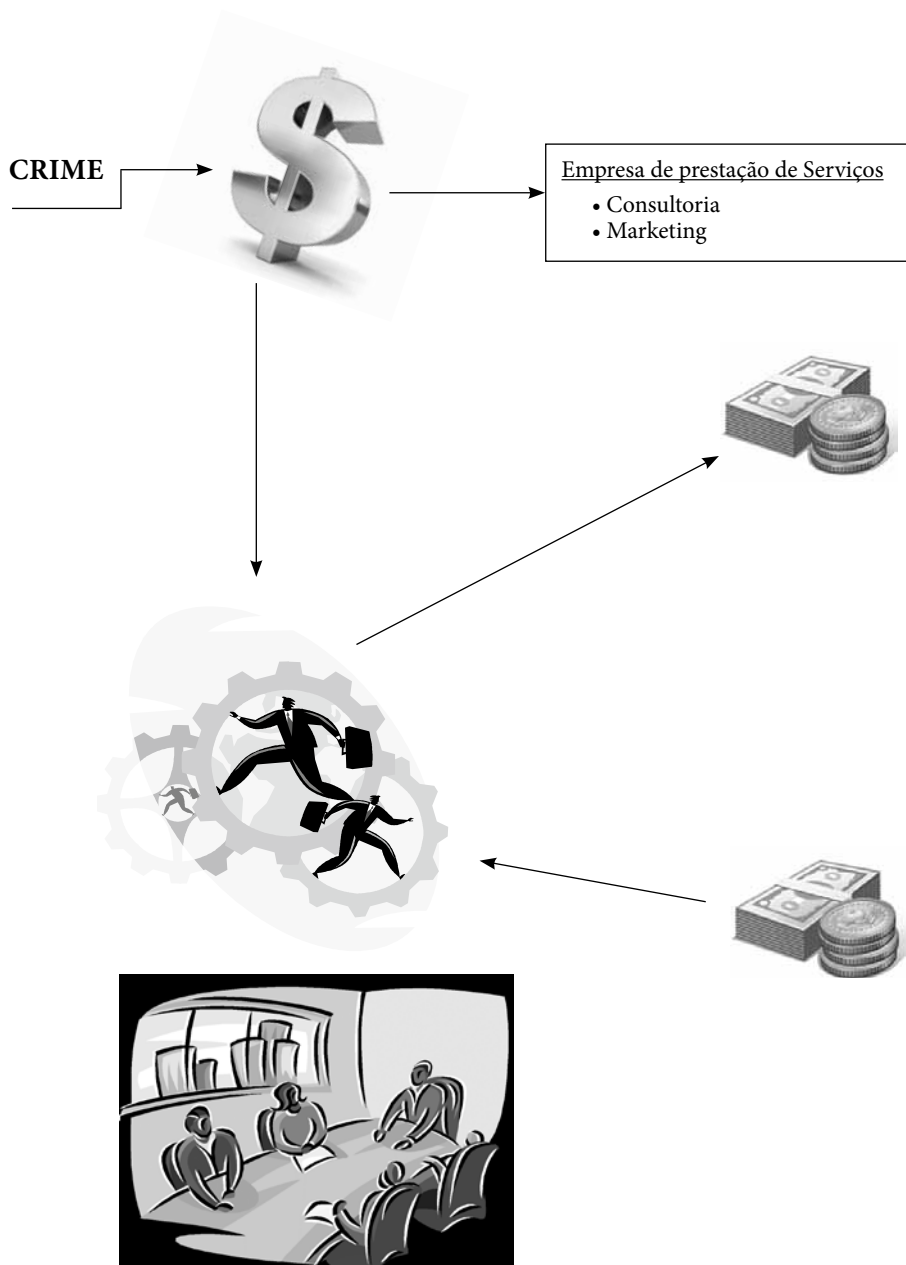 CRIME
Empresa de prestação de Serviços
• Consultoria
• Marketing